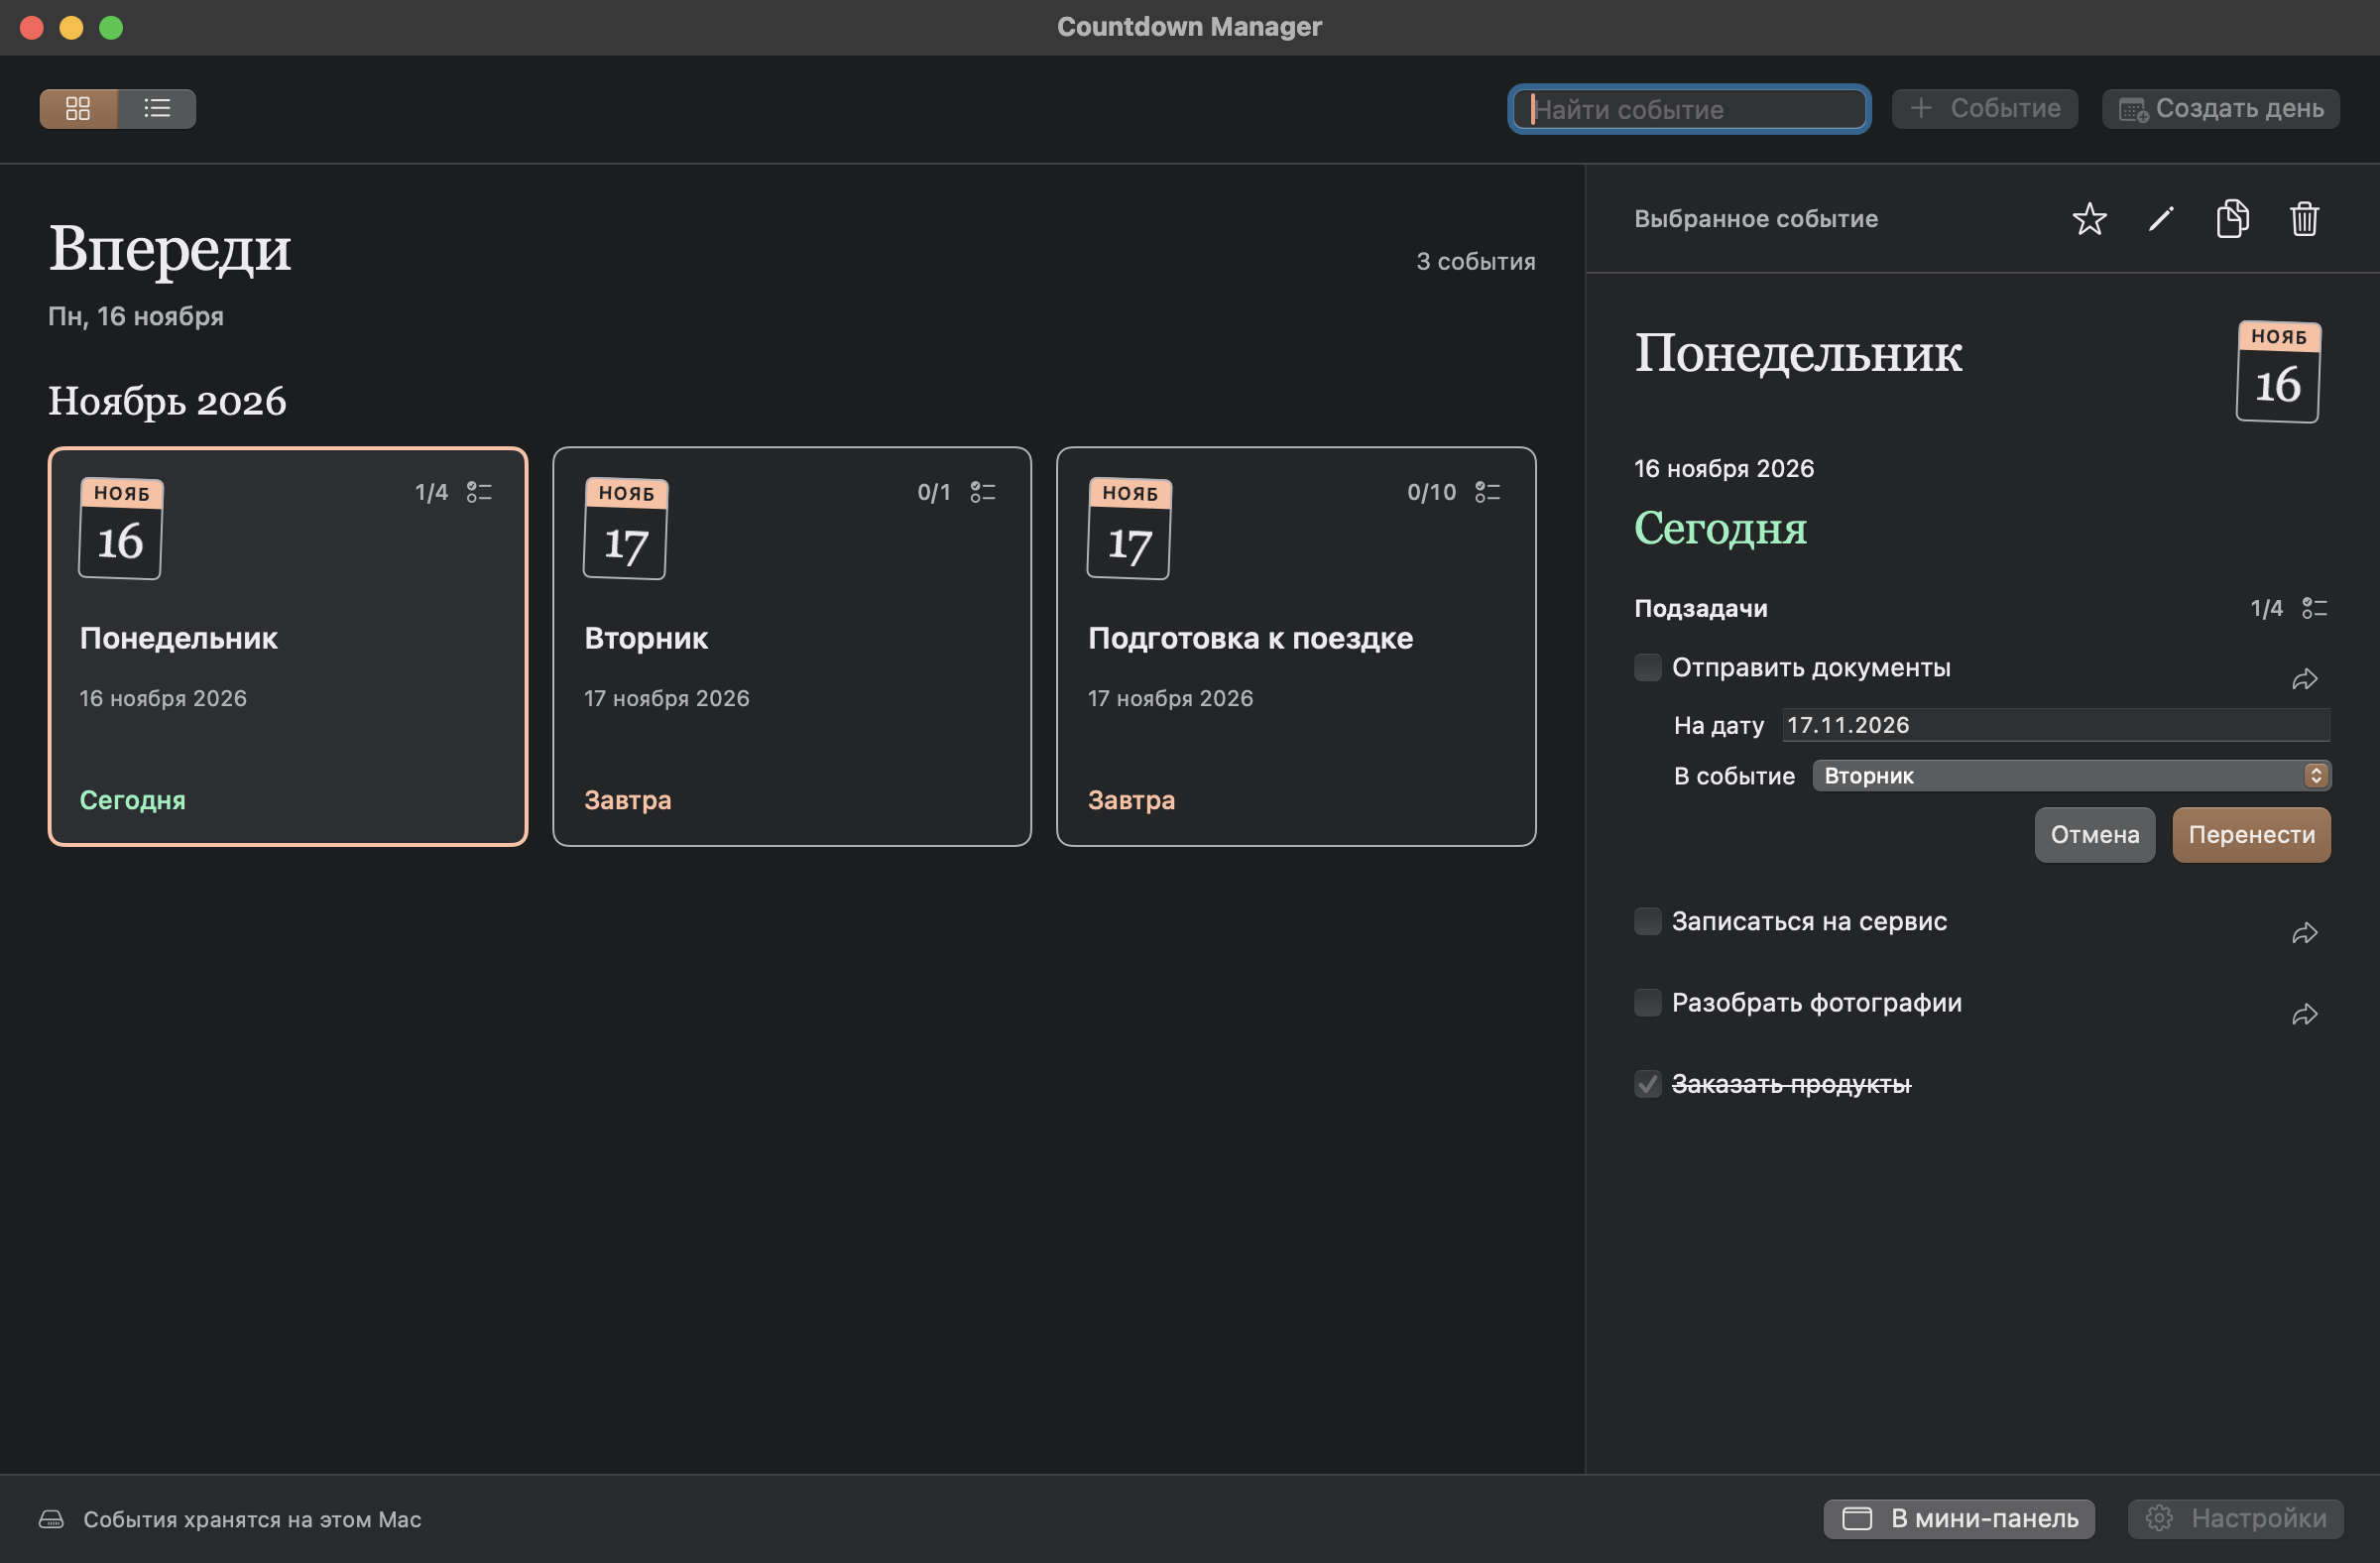 Countdown Manager
Найти событие
Событие
Создать день
Впереди
3 события
Пн, 16 ноября
Ноябрь 2026
НОЯБ
16
1/4
Понедельник
16 ноября 2026
Сегодня
НОЯБ
17
0/1
Вторник
17 ноября 2026
Завтра
НОЯБ
17
0/10
Подготовка к поездке
17 ноября 2026
Завтра
Выбранное событие
Понедельник
НОЯБ
16
16 ноября 2026
Сегодня
Подзадачи
1/4
Отправить документы
На дату 17.11.2026
В событие Вторник
Отмена Перенести
Записаться на сервис
Разобрать фотографии
Заказать продукты
События хранятся на этом Mac
В мини-панель
Настройки